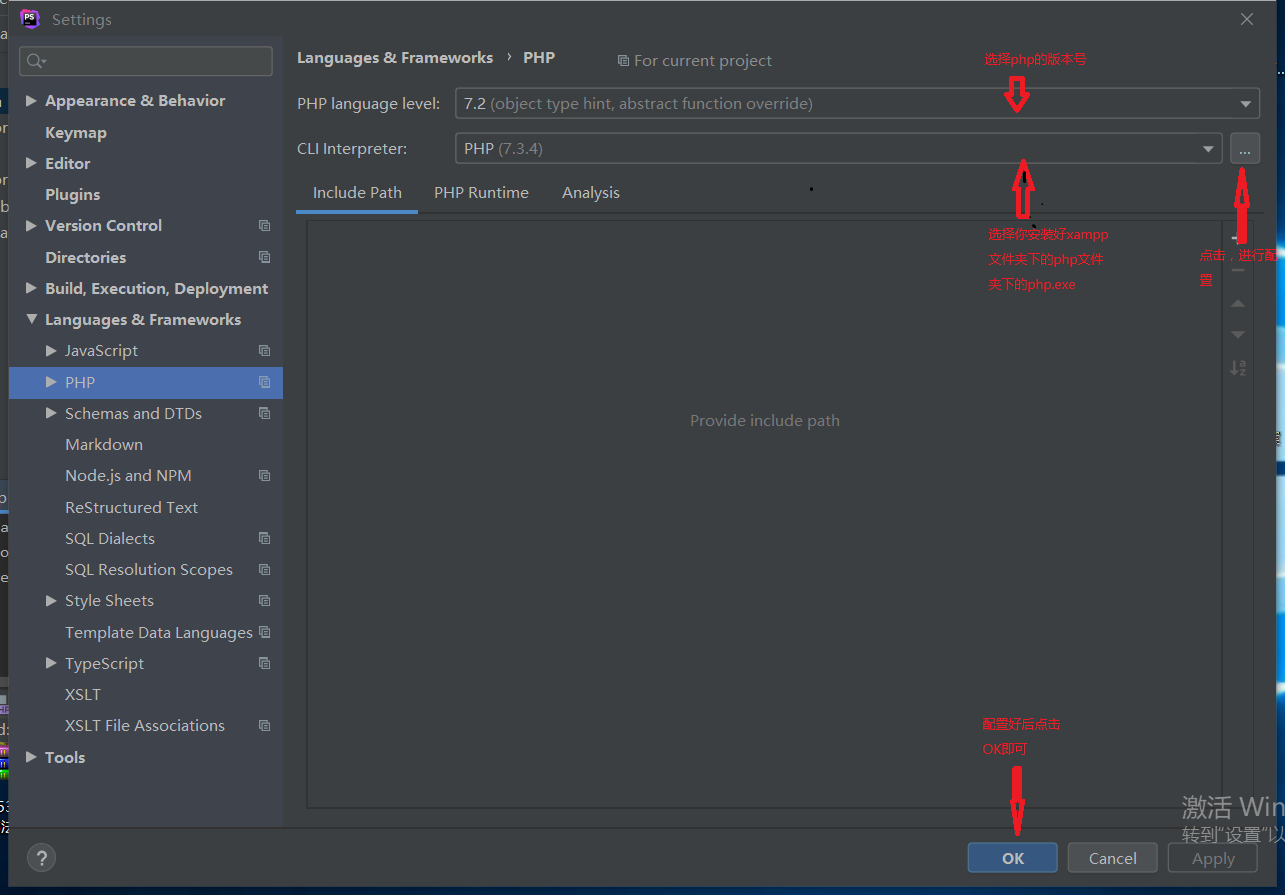 PS Settings
Languages & Frameworks › PHP
For current project
选择php的版本号
PHP language level: 7.2 (object type hint, abstract function override)
CLI Interpreter: PHP (7.3.4) ...
Include Path PHP Runtime Analysis
选择你安装好xampp
文件夹下的php文件
夹下的php.exe
点击，进行配
置
Provide include path
Appearance & Behavior
Keymap
Editor
Plugins
Version Control
Directories
Build, Execution, Deployment
Languages & Frameworks
JavaScript
PHP
Schemas and DTDs
Markdown
Node.js and NPM
ReStructured Text
SQL Dialects
SQL Resolution Scopes
Style Sheets
Template Data Languages
TypeScript
XSLT
XSLT File Associations
Tools
配置好后点击
OK即可
激活 Win
转到"设置"以
? OK Cancel Apply